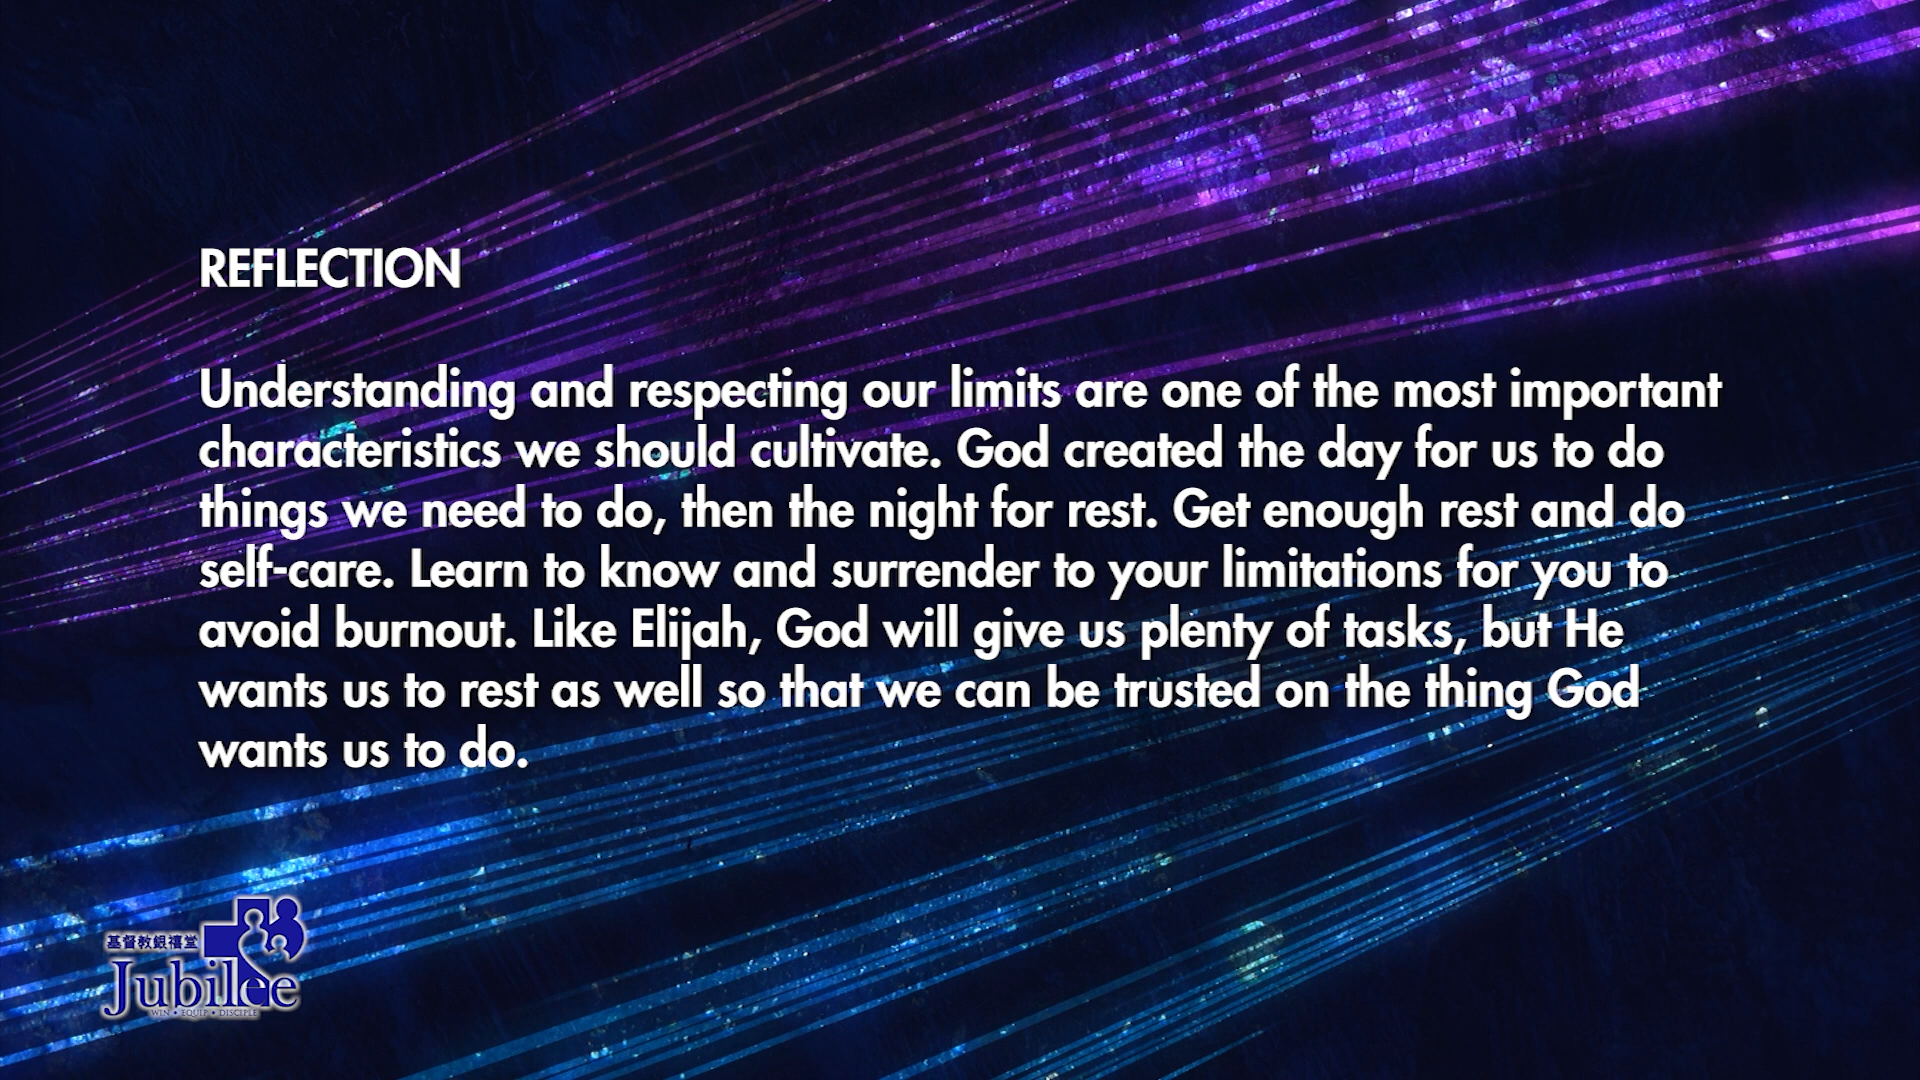 REFLECTION
Understanding and respecting our limits are one of the most important
characteristics we should cultivate. God created the day for us to do
things we need to do, then the night for rest. Get enough rest and do
self-care. Learn to know and surrender to your limitations for you to
avoid burnout. Like Elijah, God will give us plenty of tasks, but He
wants us to rest as well so that we can be trusted on the thing God
wants us to do.
基督教銀禧堂
Jubilee
WIN • EQUIP • DISCIPLE